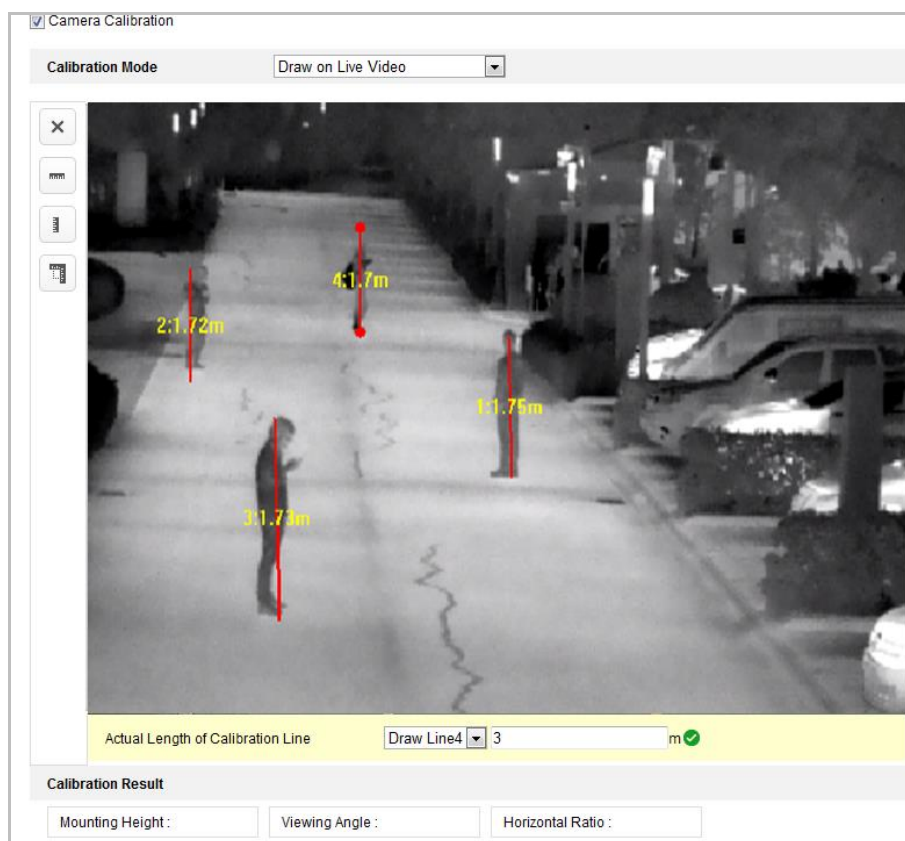 Camera Calibration
Calibration Mode Draw on Live Video
4:1.7m
2:1.72m
1:1.75m
3:1.73m
Actual Length of Calibration Line Draw Line4 3 m
Calibration Result
Mounting Height : Viewing Angle : Horizontal Ratio :